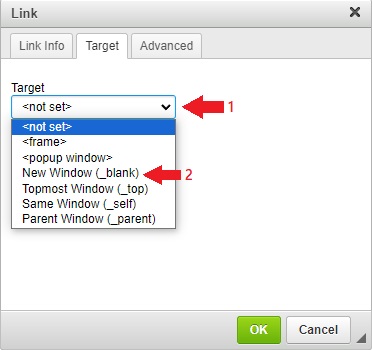 Link
Link Info Target Advanced
Target
<not set> 1
<not set>
<frame>
<popup window>
New Window (_blank) 2
Topmost Window (_top)
Same Window (_self)
Parent Window (_parent)
OK Cancel